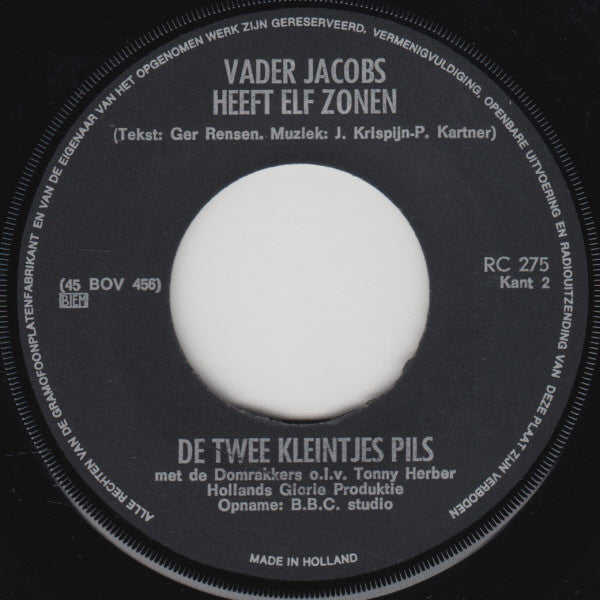 ALLE RECHTEN VAN DE GRAMOFOONPLATENFABRIKANT EN VAN DE EIGENAAR VAN HET OPGENOMEN WERK ZIJN GERESERVEERD. VERMENIGVULDIGING, OPENBARE UITVOERING EN RADIOUITZENDING VAN DEZE PLAAT ZIJN VERBODEN
VADER JACOBS
HEEFT ELF ZONEN
(Tekst: Ger Rensen. Muziek: J. Krispijn-P. Kartner)
(45 BOV 456)
BIEM
RC 275
Kant 2
DE TWEE KLEINTJES PILS
met de Domrakkers o.l.v. Tonny Herber
Hollands Glorie Produktie
Opname: B.B.C. studio
MADE IN HOLLAND